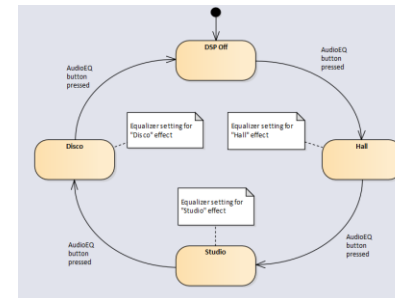 DSP Off
AudioEQ
button
pressed
AudioEQ
button
pressed
Equalizer setting for
"Disco" effect
Equalizer setting for
"Hall" effect
Disco
Hall
Equalizer setting for
"Studio" effect
AudioEQ
button
pressed
AudioEQ
button
pressed
Studio